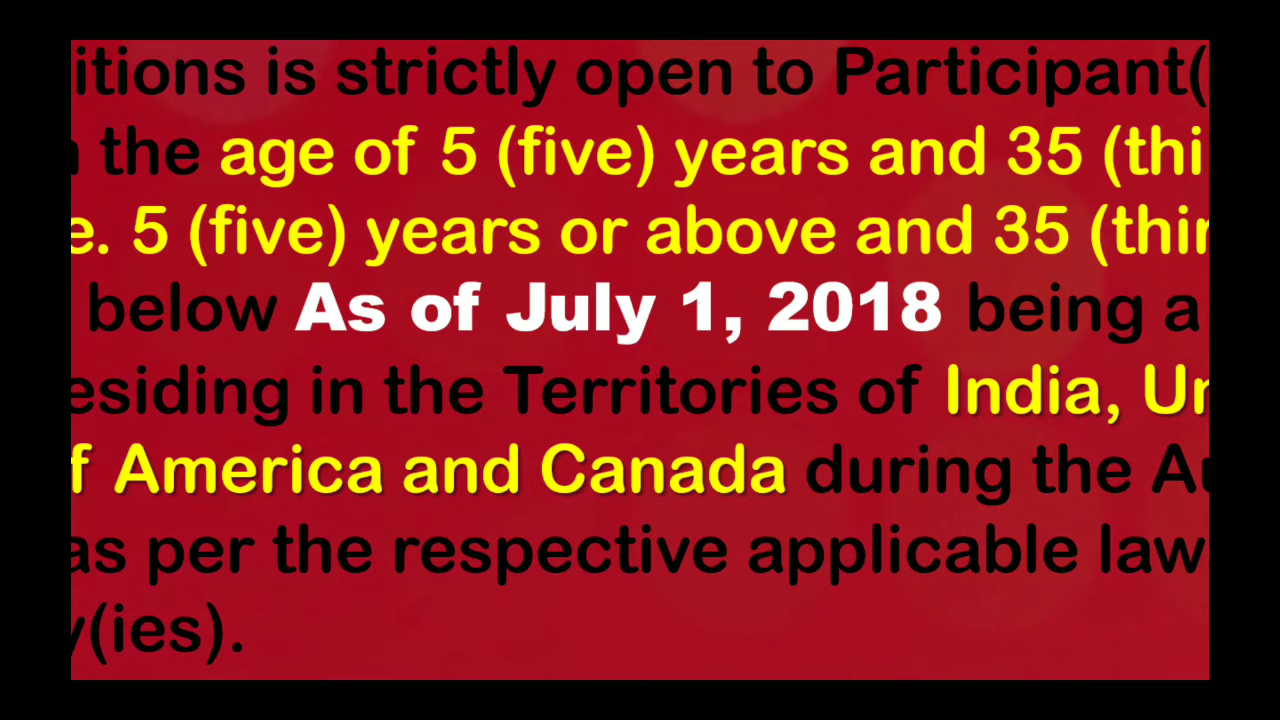 itions is strictly open to Participant(
the age of 5 (five) years and 35 (thi
e. 5 (five) years or above and 35 (thir
below As of July 1, 2018 being a
esiding in the Territories of India, Un
f America and Canada during the Au
as per the respective applicable law
y(ies).